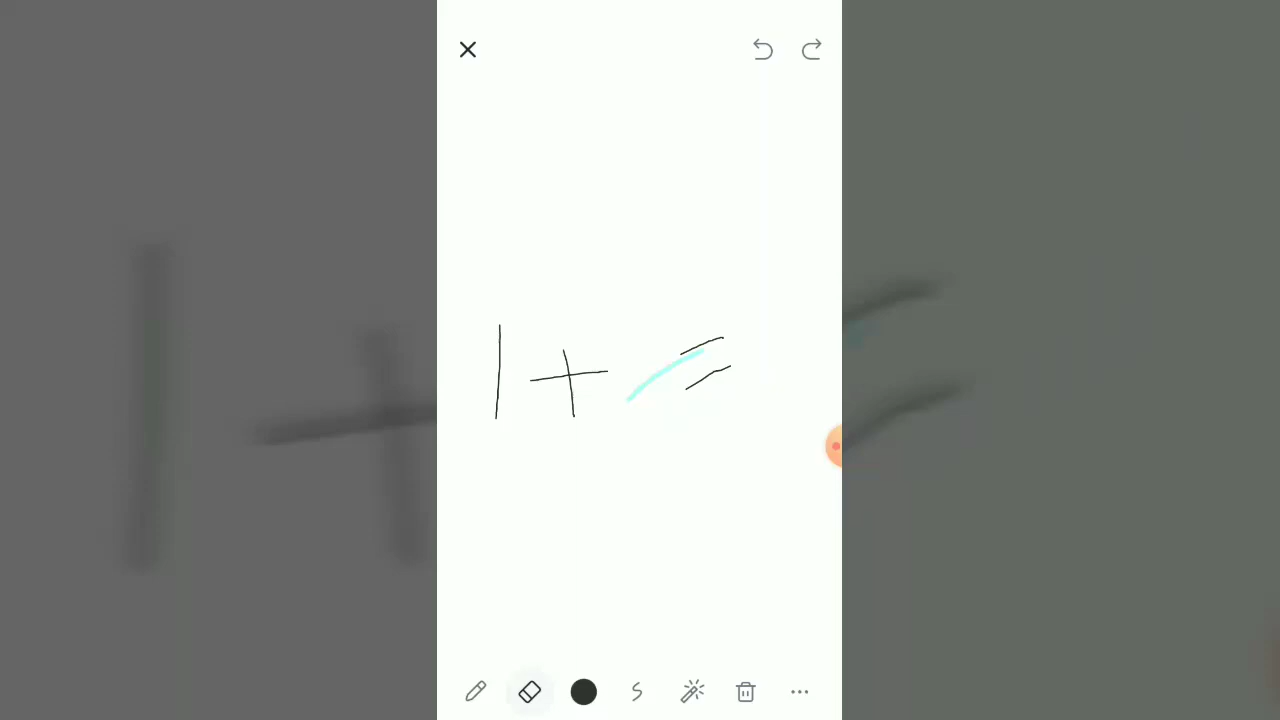 1 + =